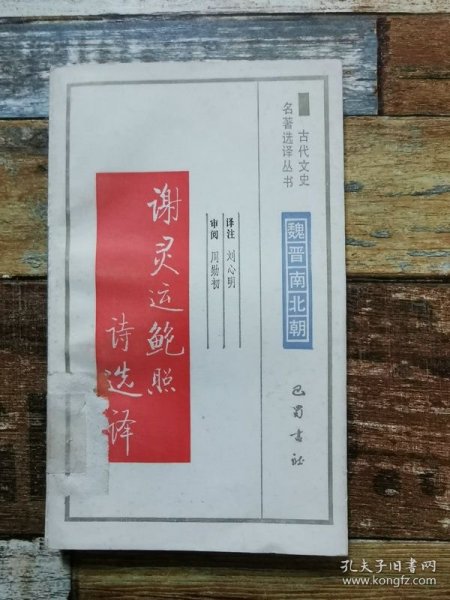 古代文史
名著选译丛书
魏晋南北朝
译注 刘心明
审阅 周勋初
谢灵运鲍照
诗选译
巴蜀书社
孔夫子旧书网
www.kongfz.com